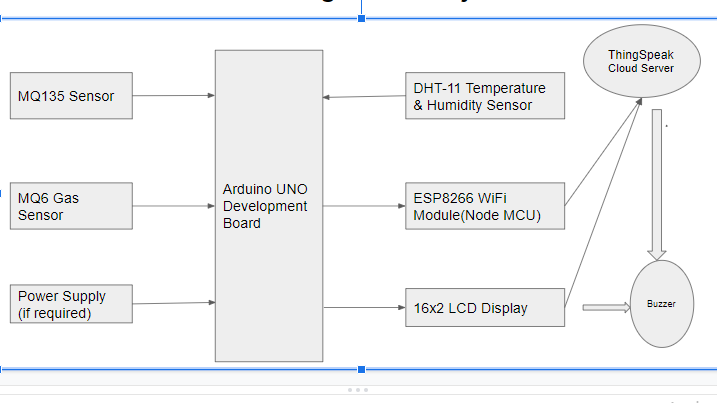 MQ135 Sensor
MQ6 Gas
Sensor
Power Supply
(if required)
Arduino UNO
Development
Board
DHT-11 Temperature
& Humidity Sensor
ESP8266 WiFi
Module(Node MCU)
16x2 LCD Display
ThingSpeak
Cloud Server
Buzzer